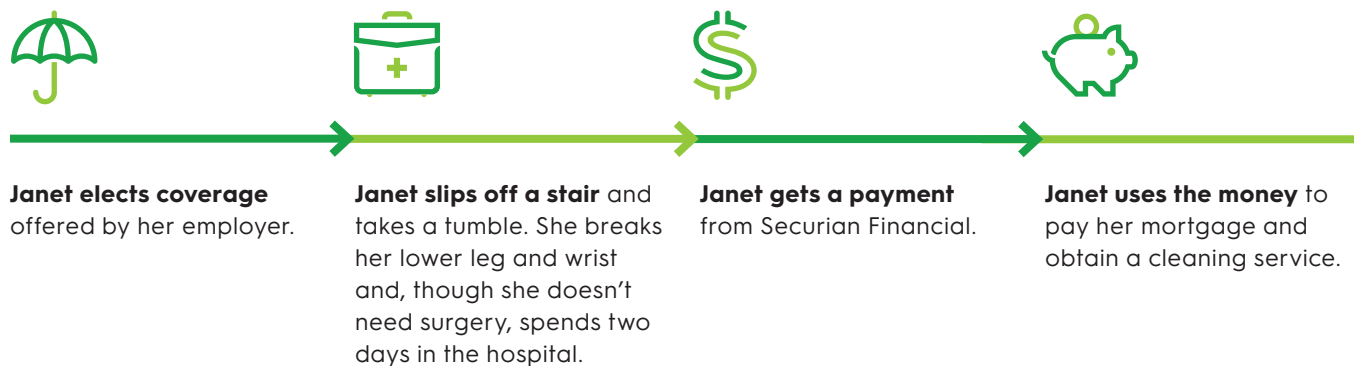 Janet elects coverage
offered by her employer.
Janet slips off a stair and
takes a tumble. She breaks
her lower leg and wrist
and, though she doesn’t
need surgery, spends two
days in the hospital.
Janet gets a payment
from Securian Financial.
Janet uses the money to
pay her mortgage and
obtain a cleaning service.